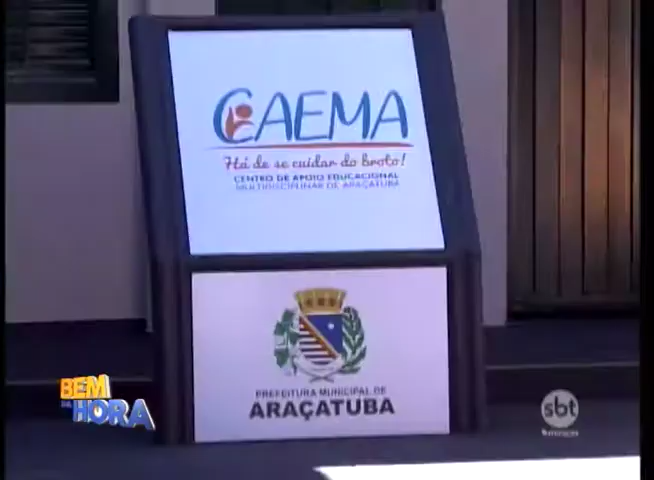 CAEMA
Há de se cuidar do broto!
CENTRO DE APOIO EDUCACIONAL
MULTIDISCIPLINAR DE ARAÇATUBA
PREFEITURA MUNICIPAL DE
ARAÇATUBA
BEM
NA HORA
sbt